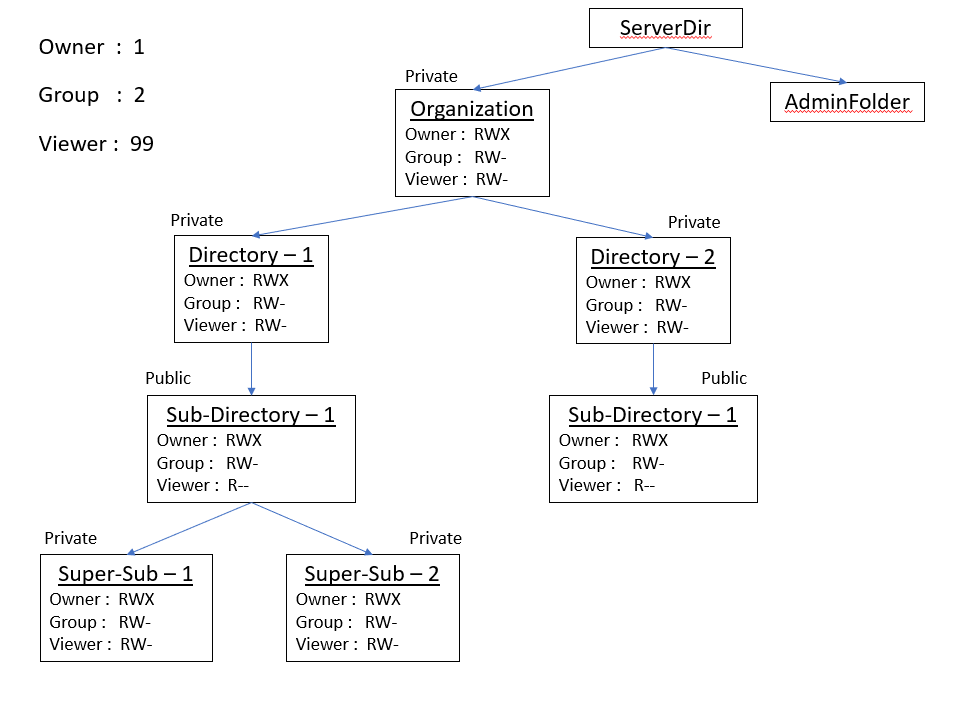 Owner : 1
Group : 2
Viewer : 99
ServerDir
AdminFolder
Private
Organization
Owner : RWX
Group : RW-
Viewer : RW-
Private
Directory – 1
Owner : RWX
Group : RW-
Viewer : RW-
Private
Directory – 2
Owner : RWX
Group : RW-
Viewer : RW-
Public
Sub-Directory – 1
Owner : RWX
Group : RW-
Viewer : R--
Public
Sub-Directory – 1
Owner : RWX
Group : RW-
Viewer : R--
Private
Super-Sub – 1
Owner : RWX
Group : RW-
Viewer : RW-
Private
Super-Sub – 2
Owner : RWX
Group : RW-
Viewer : RW-